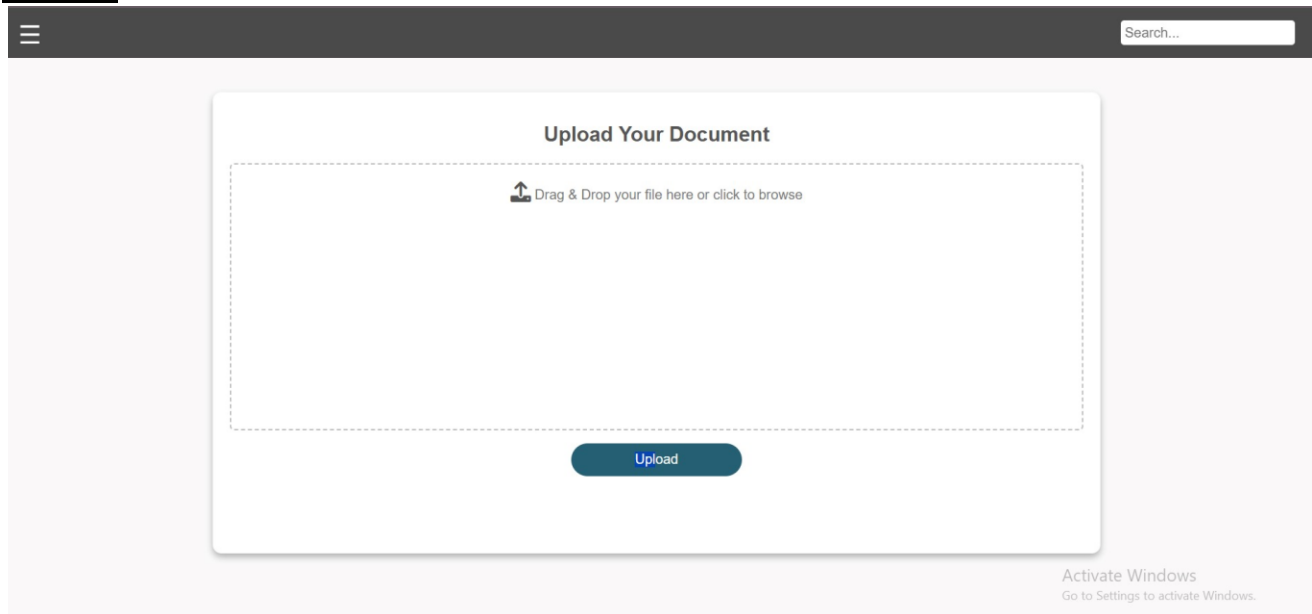 Search...
Upload Your Document
Drag & Drop your file here or click to browse
Upload
Activate Windows
Go to Settings to activate Windows.